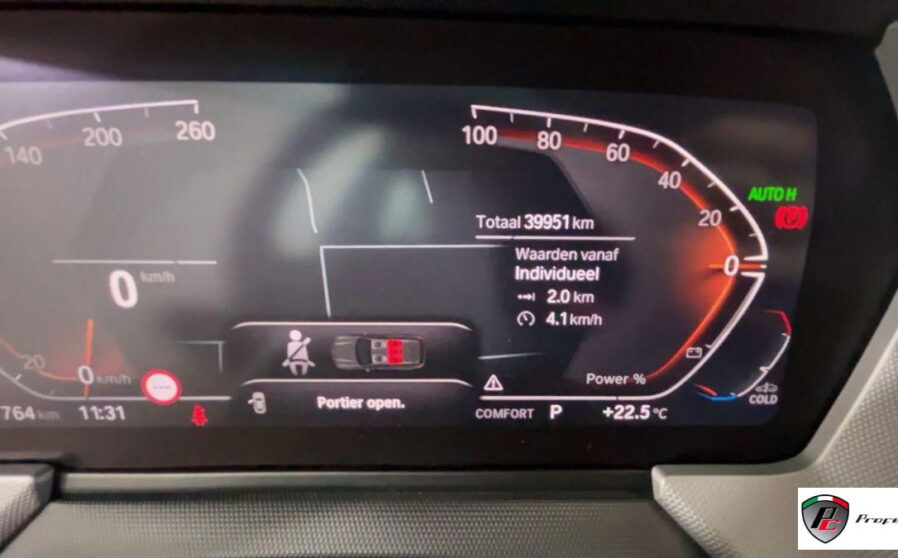 140 200 260
100 80 60 40 20 0
AUTO H
P
Totaal 39951 km
Waarden vanaf
Individueel
2.0 km
4.1 km/h
0 km/h
20 0 km/h
Power %
Portier open.
764 km 11:31
COMFORT P +22.5 °C
COLD
PC
Profe